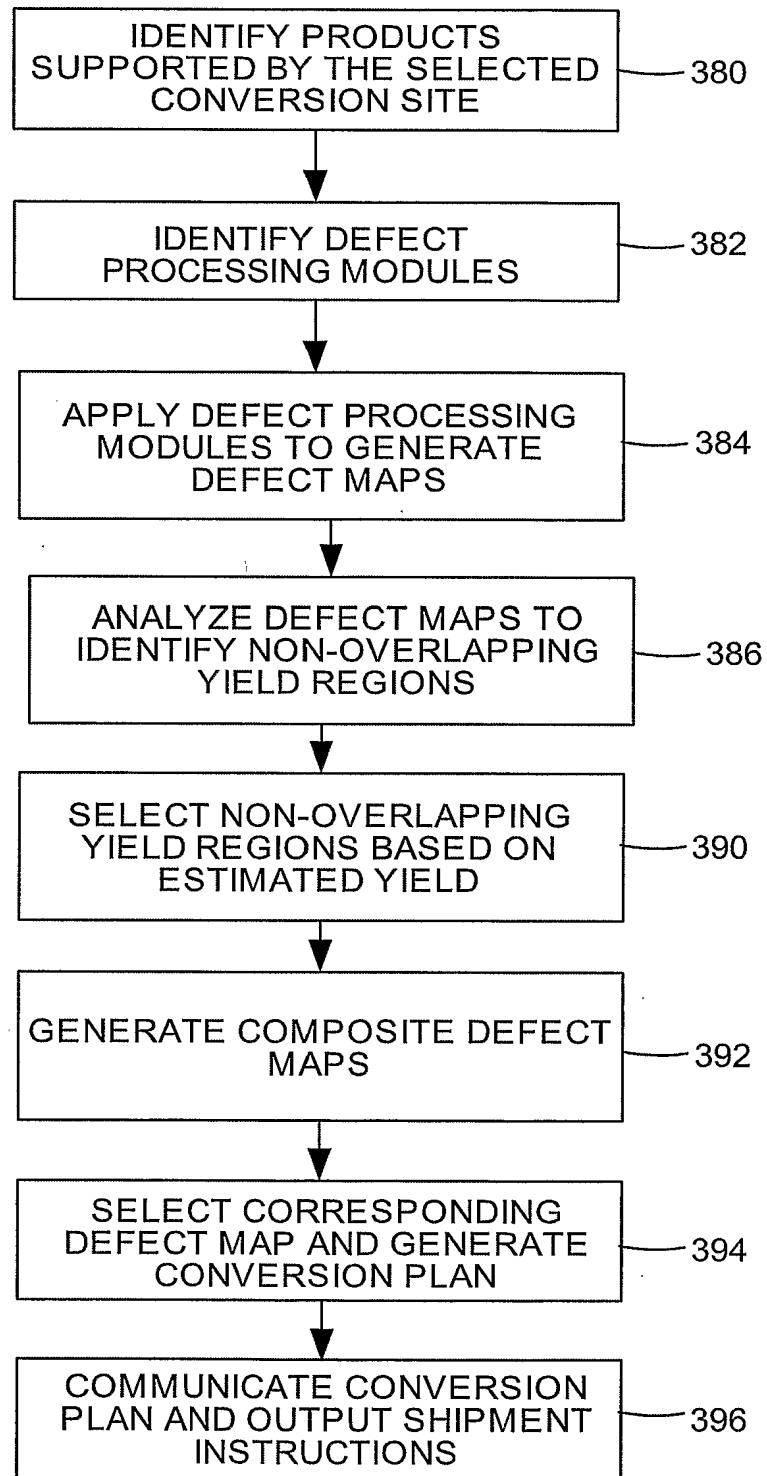 IDENTIFY PRODUCTS
SUPPORTED BY THE SELECTED
CONVERSION SITE
380
IDENTIFY DEFECT
PROCESSING MODULES
382
APPLY DEFECT PROCESSING
MODULES TO GENERATE
DEFECT MAPS
384
ANALYZE DEFECT MAPS TO
IDENTIFY NON-OVERLAPPING
YIELD REGIONS
386
SELECT NON-OVERLAPPING
YIELD REGIONS BASED ON
ESTIMATED YIELD
390
GENERATE COMPOSITE DEFECT
MAPS
392
SELECT CORRESPONDING
DEFECT MAP AND GENERATE
CONVERSION PLAN
394
COMMUNICATE CONVERSION
PLAN AND OUTPUT SHIPMENT
INSTRUCTIONS
396